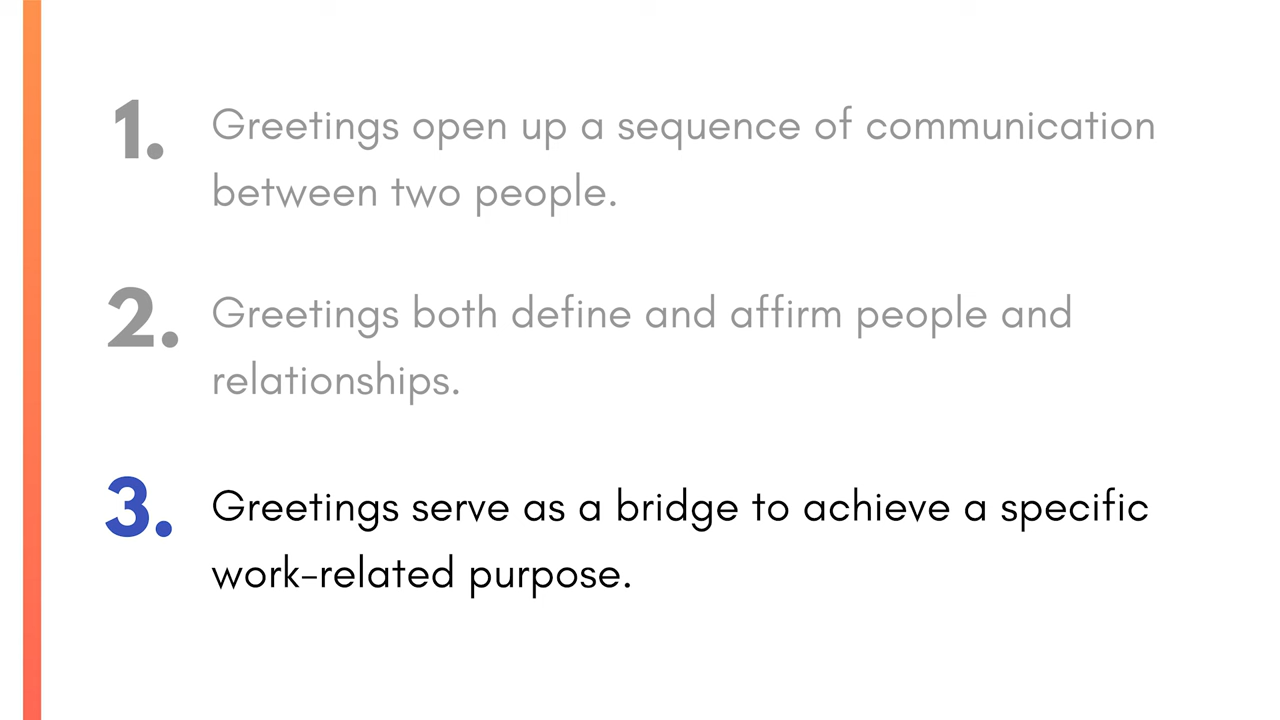 1. Greetings open up a sequence of communication
between two people.
2. Greetings both define and affirm people and
relationships.
3. Greetings serve as a bridge to achieve a specific
work-related purpose.